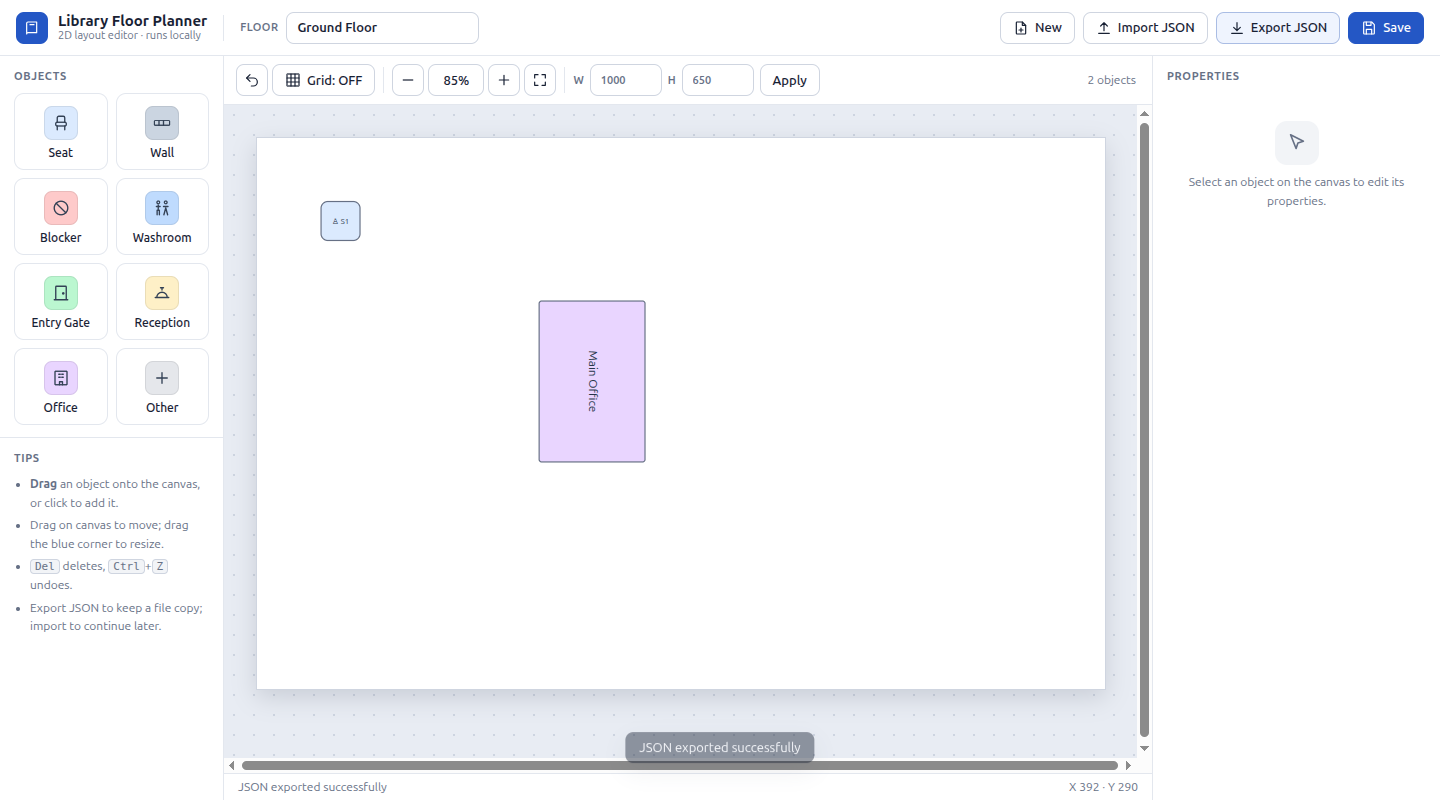 Library Floor Planner
2D layout editor · runs locally
FLOOR
Ground Floor
New
Import JSON
Export JSON
Save
OBJECTS
Seat
Wall
Blocker
Washroom
Entry Gate
Reception
Office
Other
TIPS
Drag an object onto the canvas,
or click to add it.
Drag on canvas to move; drag
the blue corner to resize.
Del deletes, Ctrl+Z
undoes.
Export JSON to keep a file copy;
import to continue later.
Grid: OFF
85%
W 1000 H 650 Apply
2 objects
S1
Main Office
JSON exported successfully
JSON exported successfully
X 392 · Y 290
PROPERTIES
Select an object on the canvas to edit its
properties.